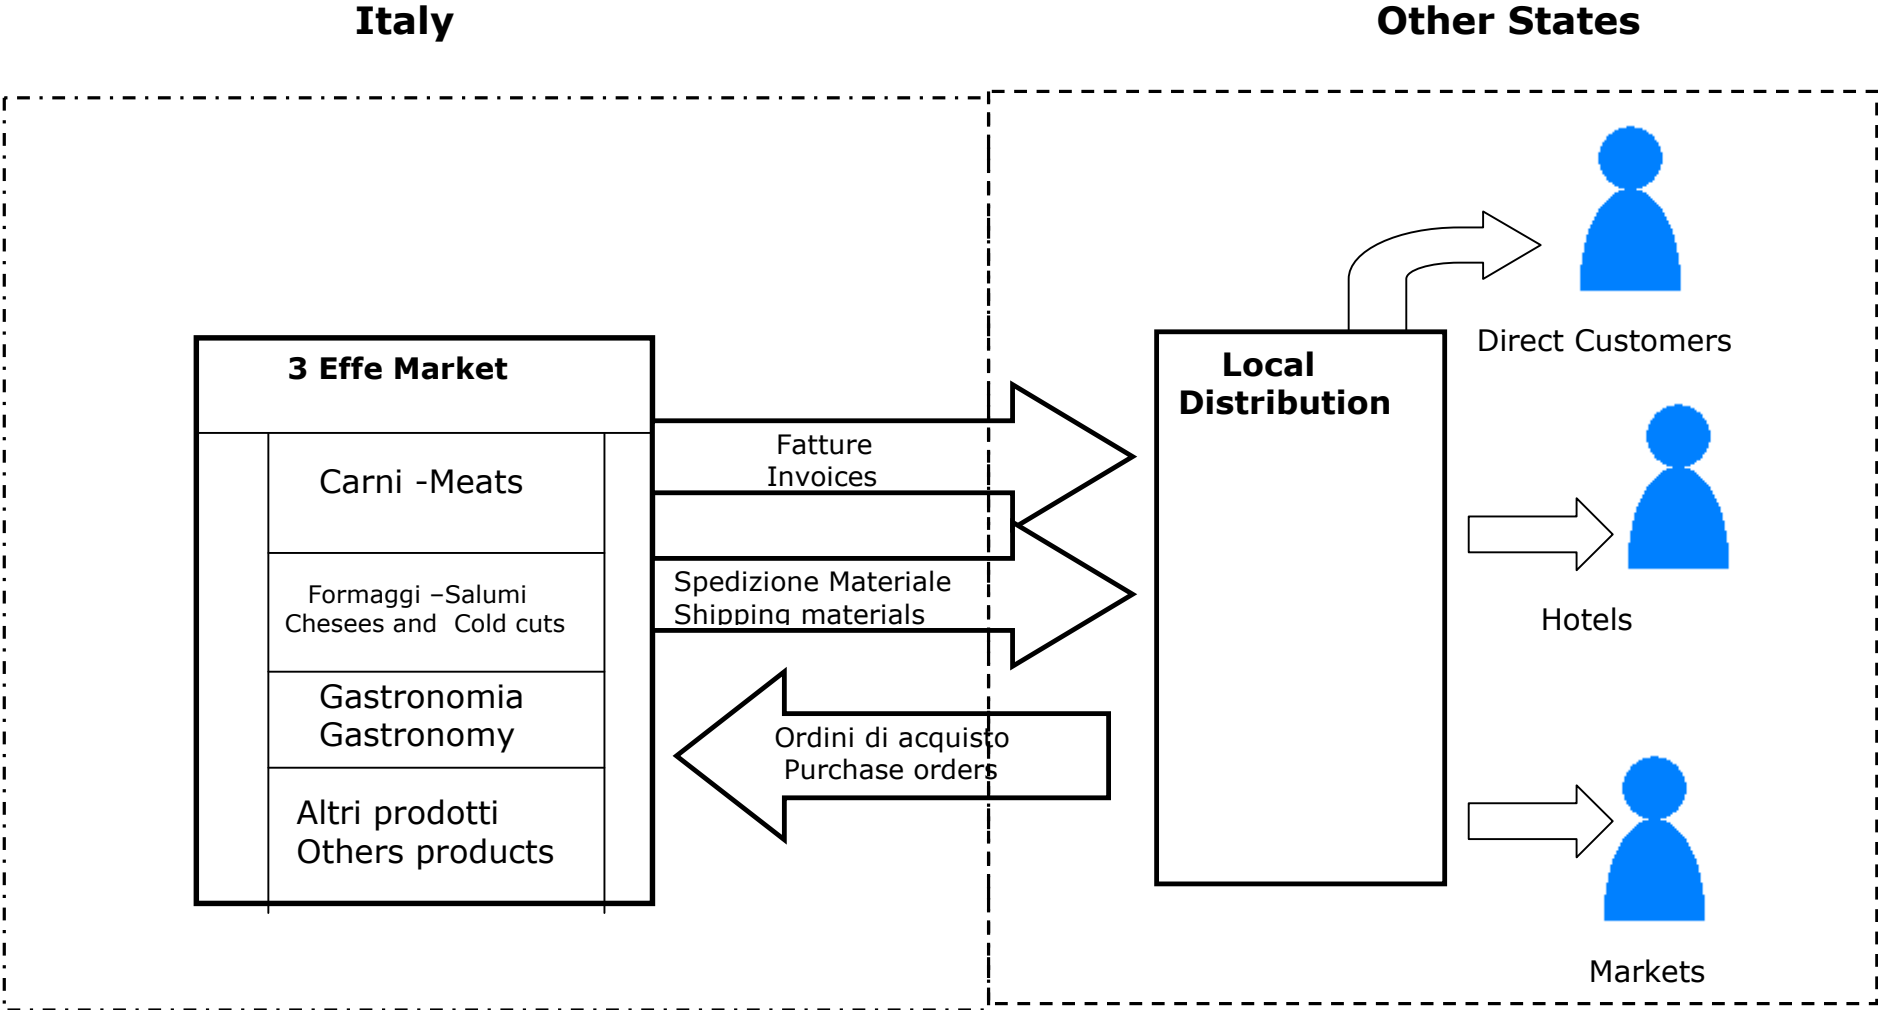 Italy
Other States
3 Effe Market
Carni -Meats
Formaggi –Salumi
Chesees and  Cold cuts
Gastronomia
Gastronomy
Altri prodotti
Others products
Fatture
Invoices
Spedizione Materiale
Shipping materials
Ordini di acquisto
Purchase orders
Local
Distribution
Direct Customers
Hotels
Markets